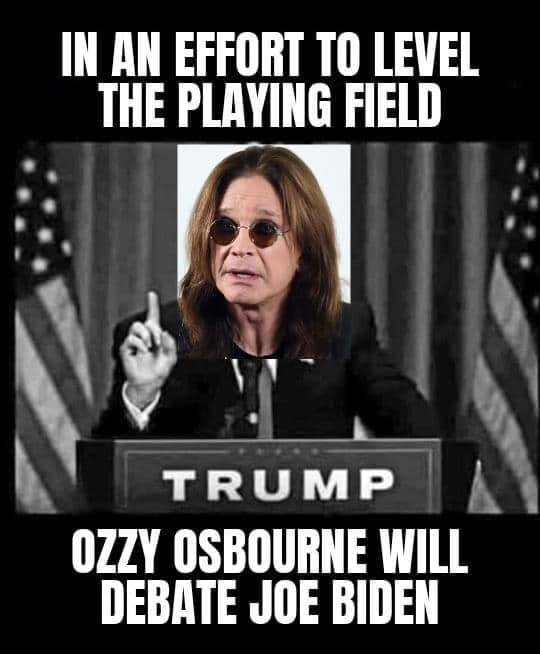 IN AN EFFORT TO LEVEL
THE PLAYING FIELD
TRUMP
OZZY OSBOURNE WILL
DEBATE JOE BIDEN